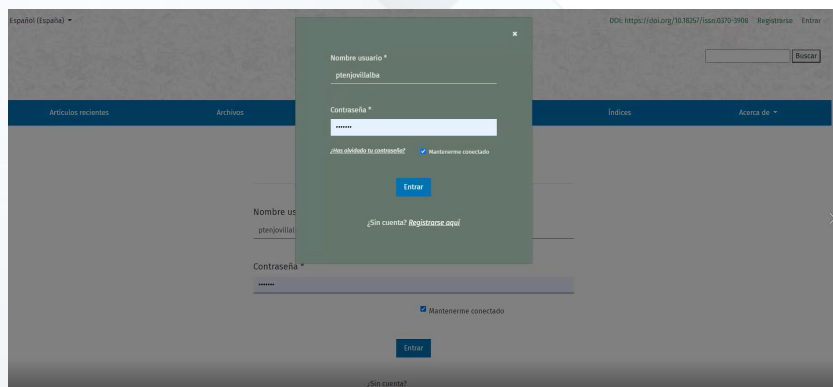 Español (España)
DOI: https://doi.org/10.18257/issn.0370-3908 Registrarse Entrar
Buscar
Nombre usuario *
ptenjovillalba
Contraseña *
•••••••
¿Has olvidado tu contraseña? Mantenerme conectado
Entrar
¿Sin cuenta? Registrarse aquí
Artículos recientes Archivos Índices Acerca de
Nombre us
ptenjovillal
Contraseña *
•••••••
Mantenerme conectado
Entrar
¿Sin cuenta?